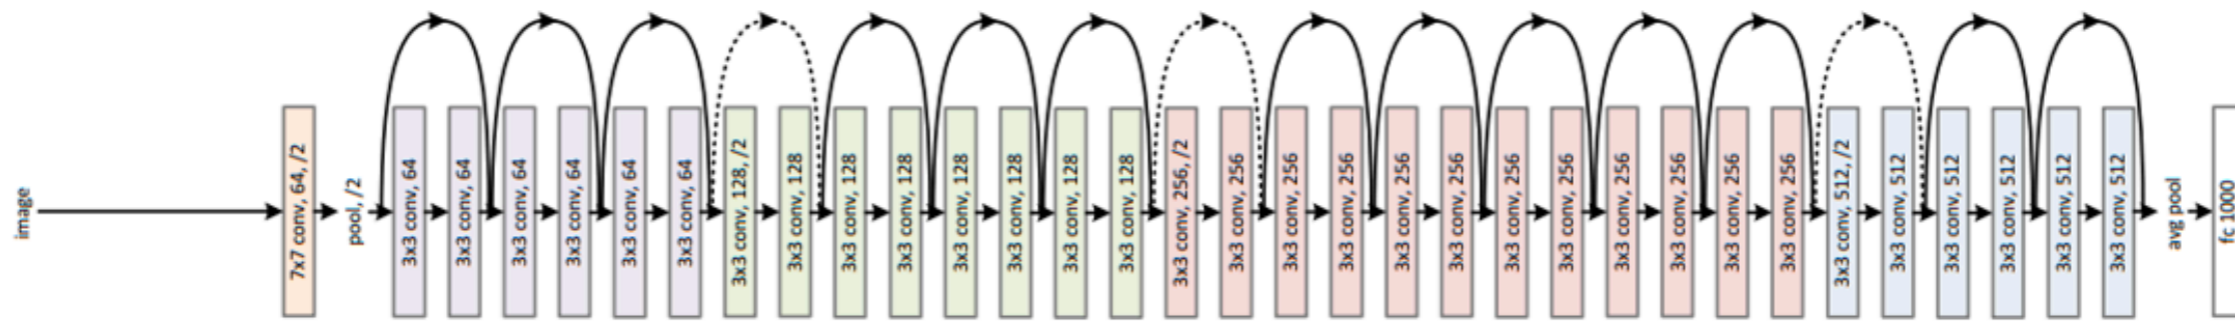 image
7x7 conv, 64, /2
pool, /2
3x3 conv, 64
3x3 conv, 64
3x3 conv, 64
3x3 conv, 64
3x3 conv, 64
3x3 conv, 64
3x3 conv, 128, /2
3x3 conv, 128
3x3 conv, 128
3x3 conv, 128
3x3 conv, 128
3x3 conv, 128
3x3 conv, 128
3x3 conv, 128
3x3 conv, 256, /2
3x3 conv, 256
3x3 conv, 256
3x3 conv, 256
3x3 conv, 256
3x3 conv, 256
3x3 conv, 256
3x3 conv, 256
3x3 conv, 256
3x3 conv, 256
3x3 conv, 256
3x3 conv, 256
3x3 conv, 512, /2
3x3 conv, 512
3x3 conv, 512
3x3 conv, 512
3x3 conv, 512
3x3 conv, 512
avg pool
fc 1000